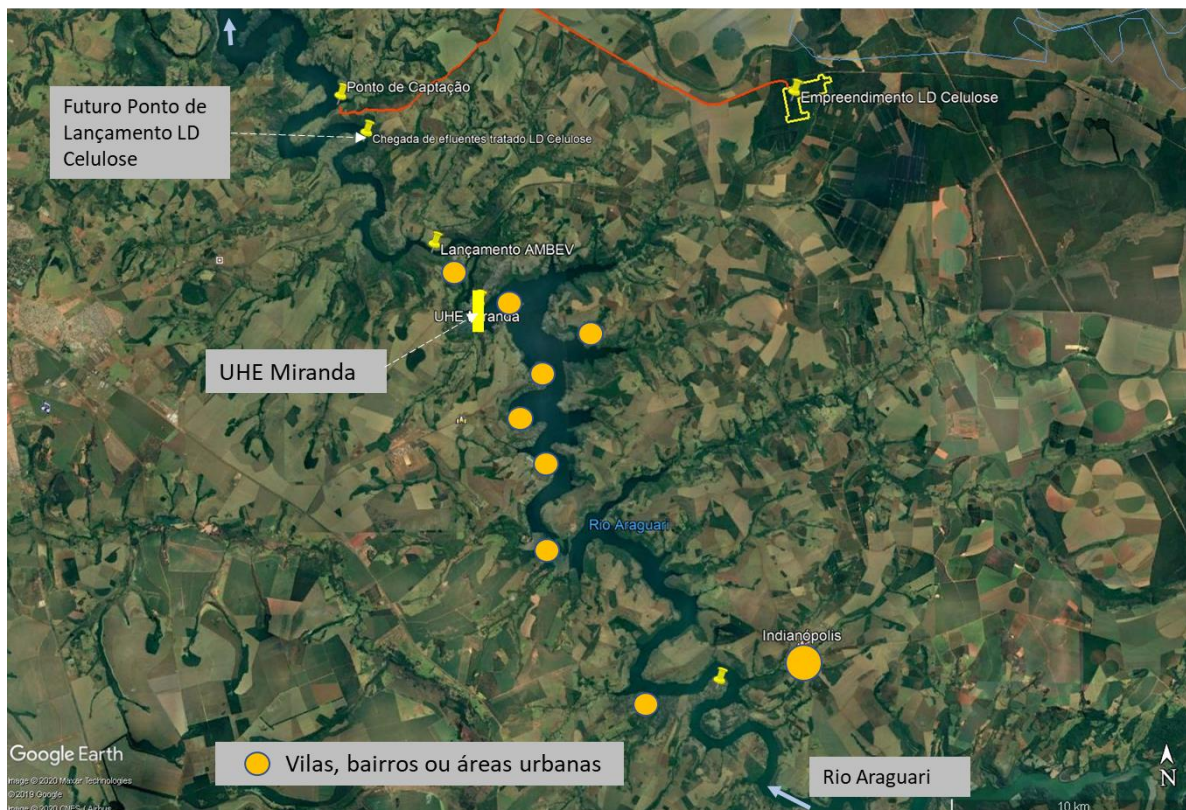 Ponto de Captação
Futuro Ponto de
Lançamento LD
Celulose
Empreendimento LD Celulose
Chegada de efluentes tratado LD Celulose
Lançamento AMBEV
UHE Miranda
UHE Miranda
Rio Araguari
Indianópolis
Google Earth
Vilas, bairros ou áreas urbanas
Rio Araguari
N
Image © 2020 Maxar Technologies
© 2019 Google
Image © 2020 CNES / Airbus
10 km